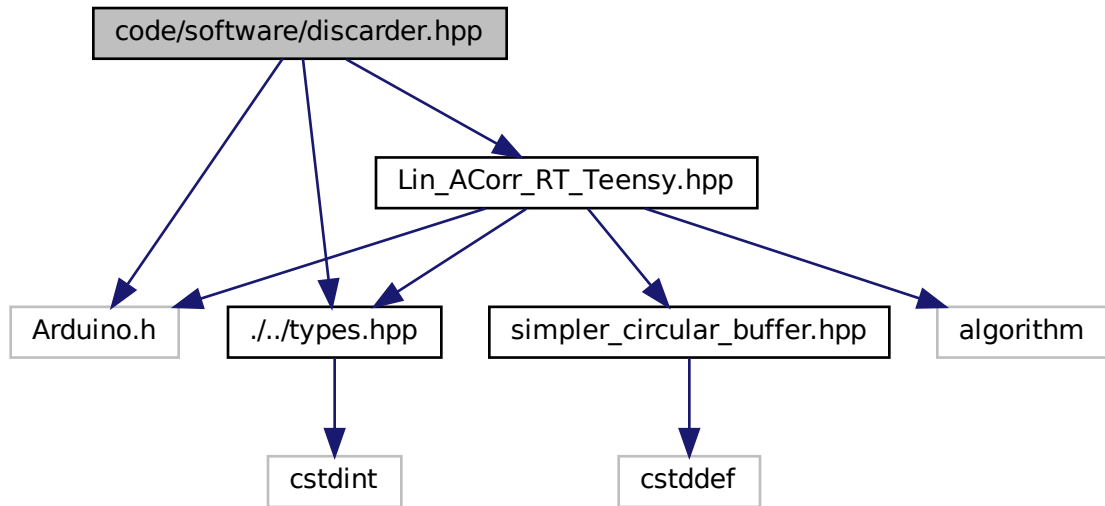 code/software/discarder.hpp
Lin_ACorr_RT_Teensy.hpp
Arduino.h
./../types.hpp
simpler_circular_buffer.hpp
algorithm
cstdint
cstddef